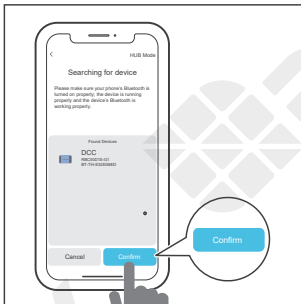 HUB Mode
Searching for device
Please make sure your phone's Bluetooth is
turned on properly; the device is running
properly and the device's Bluetooth is
working properly.
Found Devices
DCC
Cancel
Confirm
Confirm